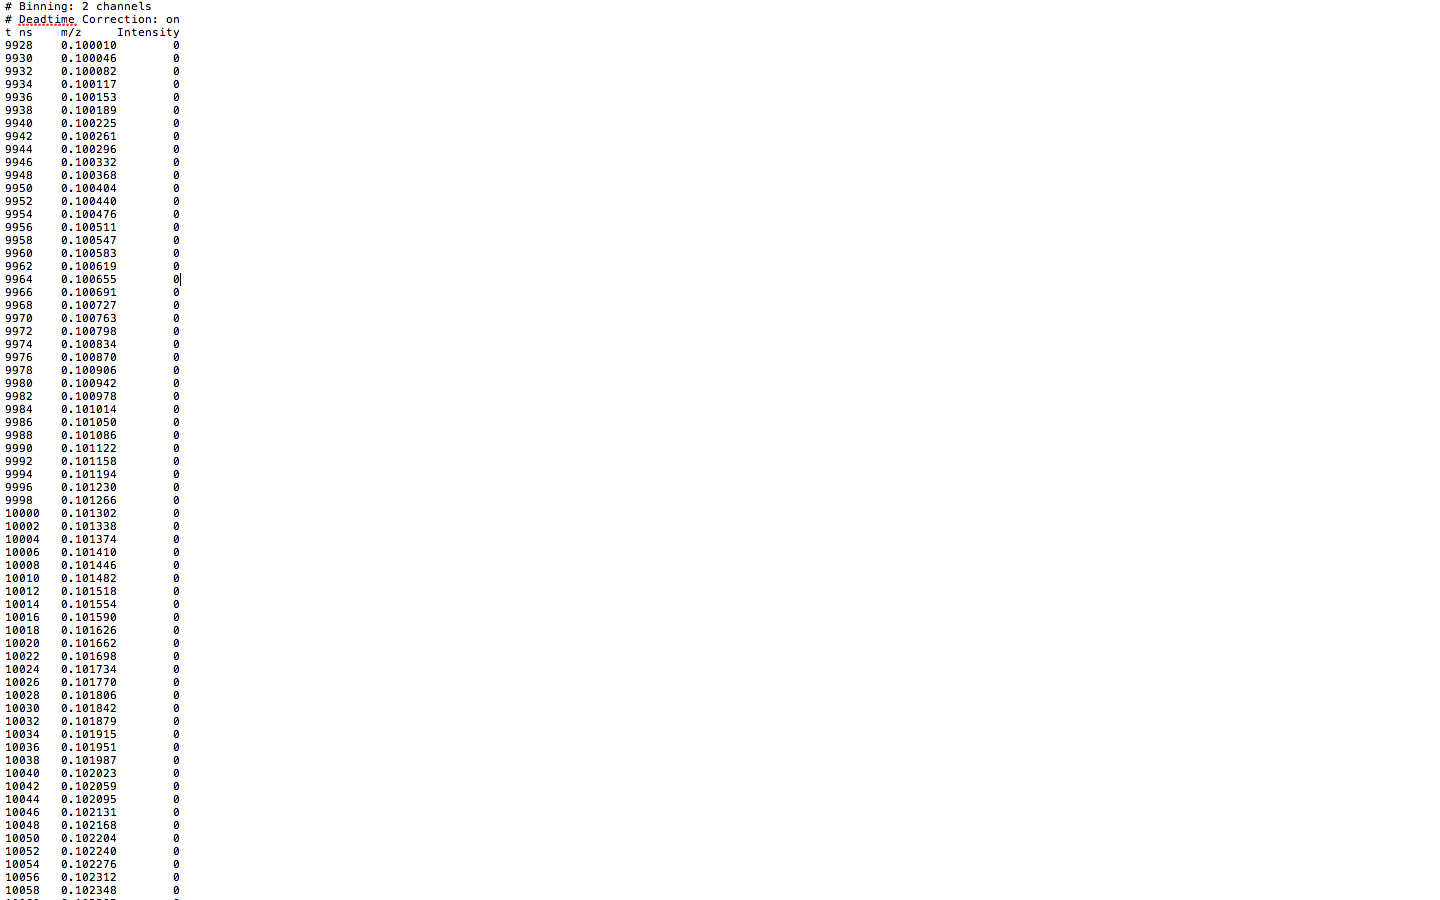 # Binning: 2 channels
# Deadtime Correction: on
t ns    m/z     Intensity
9928    0.100010        0
9930    0.100046        0
9932    0.100082        0
9934    0.100117        0
9936    0.100153        0
9938    0.100189        0
9940    0.100225        0
9942    0.100261        0
9944    0.100296        0
9946    0.100332        0
9948    0.100368        0
9950    0.100404        0
9952    0.100440        0
9954    0.100476        0
9956    0.100511        0
9958    0.100547        0
9960    0.100583        0
9962    0.100619        0
9964    0.100655        0
9966    0.100691        0
9968    0.100727        0
9970    0.100763        0
9972    0.100798        0
9974    0.100834        0
9976    0.100870        0
9978    0.100906        0
9980    0.100942        0
9982    0.100978        0
9984    0.101014        0
9986    0.101050        0
9988    0.101086        0
9990    0.101122        0
9992    0.101158        0
9994    0.101194        0
9996    0.101230        0
9998    0.101266        0
10000   0.101302        0
10002   0.101338        0
10004   0.101374        0
10006   0.101410        0
10008   0.101446        0
10010   0.101482        0
10012   0.101518        0
10014   0.101554        0
10016   0.101590        0
10018   0.101626        0
10020   0.101662        0
10022   0.101698        0
10024   0.101734        0
10026   0.101770        0
10028   0.101806        0
10030   0.101842        0
10032   0.101879        0
10034   0.101915        0
10036   0.101951        0
10038   0.101987        0
10040   0.102023        0
10042   0.102059        0
10044   0.102095        0
10046   0.102131        0
10048   0.102168        0
10050   0.102204        0
10052   0.102240        0
10054   0.102276        0
10056   0.102312        0
10058   0.102348        0